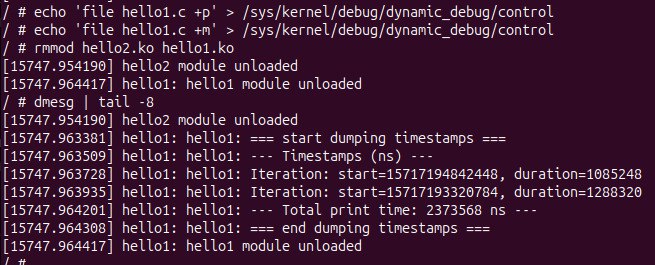 / # echo 'file hello1.c +p' > /sys/kernel/debug/dynamic_debug/control
/ # echo 'file hello1.c +m' > /sys/kernel/debug/dynamic_debug/control
/ # rmmod hello2.ko hello1.ko
[15747.954190] hello2 module unloaded
[15747.964417] hello1: hello1 module unloaded
/ # dmesg | tail -8
[15747.954190] hello2 module unloaded
[15747.963381] hello1: hello1: === start dumping timestamps ===
[15747.963509] hello1: hello1: --- Timestamps (ns) ---
[15747.963728] hello1: hello1: Iteration: start=15717194842448, duration=1085248
[15747.963935] hello1: hello1: Iteration: start=15717193320784, duration=1288320
[15747.964201] hello1: hello1: --- Total print time: 2373568 ns ---
[15747.964308] hello1: hello1: === end dumping timestamps ===
[15747.964417] hello1: hello1 module unloaded
/ #